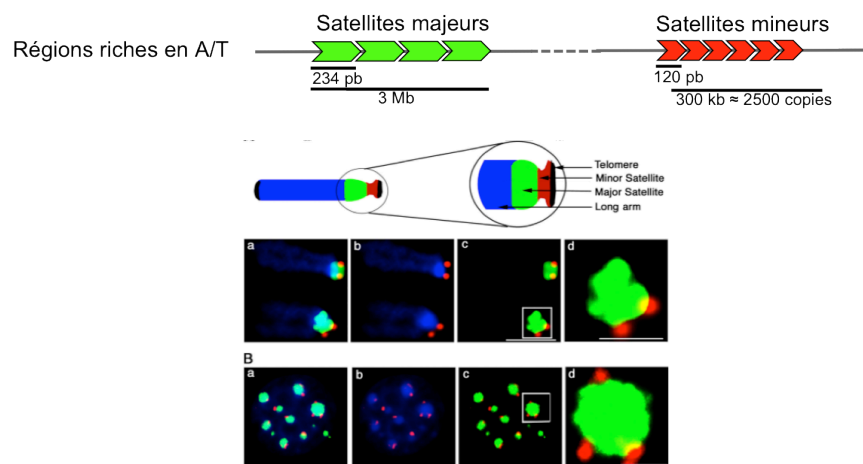 Satellites majeurs
Satellites mineurs
Régions riches en A/T
234 pb
3 Mb
120 pb
300 kb ≈ 2500 copies
Telomere
Minor Satellite
Major Satellite
Long arm
a
b
c
d
B
a
b
c
d